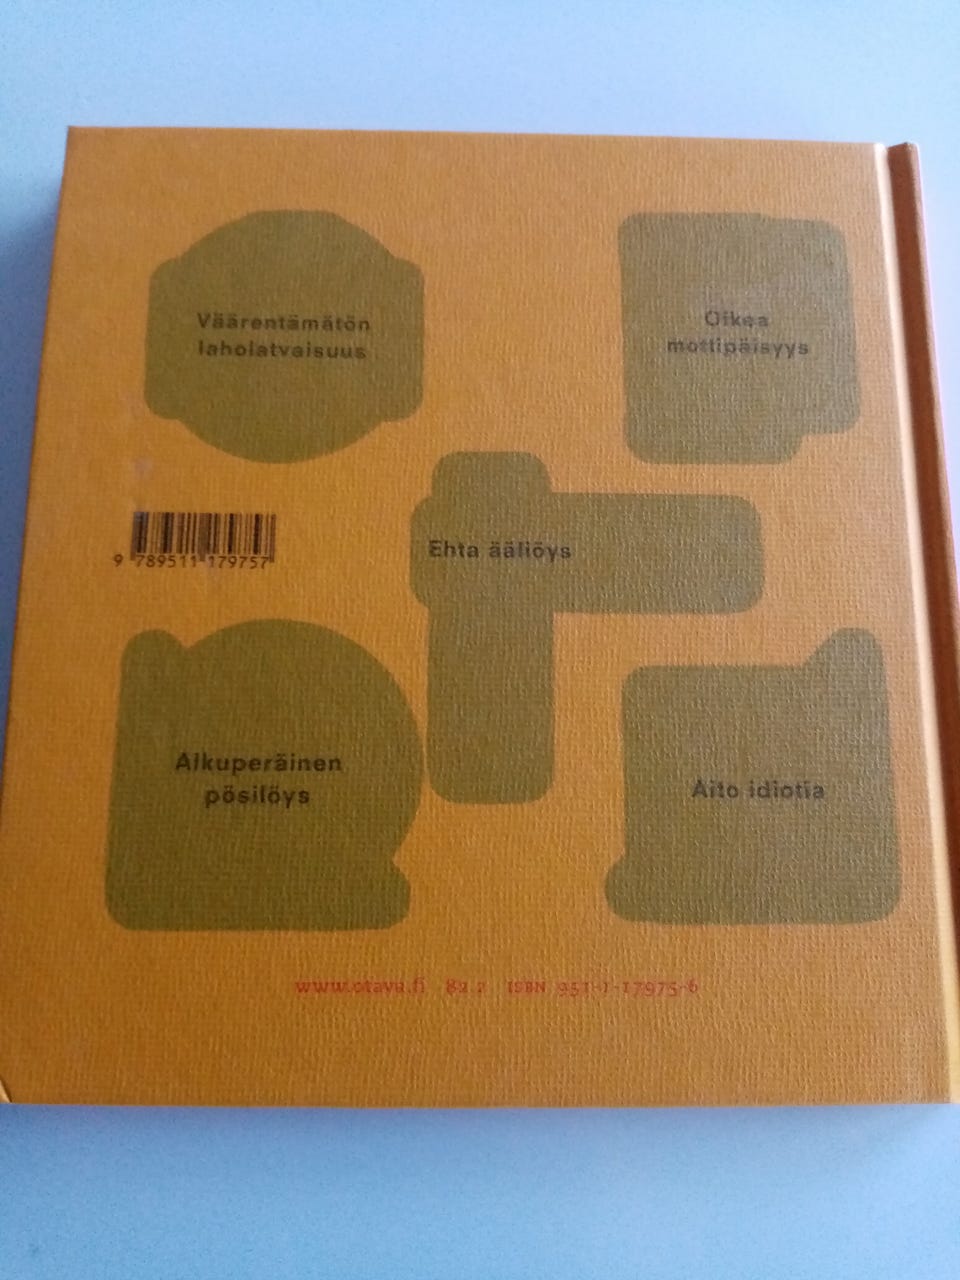 Väärentämätön
laholatvaisuus
Oikea
mottipäisyys
Ehta ääliöys
9 789511 179757
Alkuperäinen
pösilöys
Aito idiotia
www.otava.fi 82.2 ISBN 951-1-17975-6